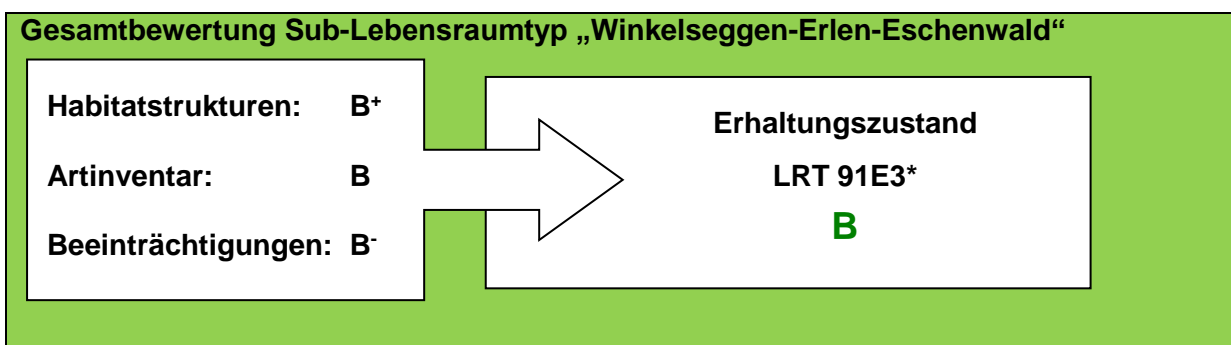 Gesamtbewertung Sub-Lebensraumtyp „Winkelseggen-Erlen-Eschenwald“
Habitatstrukturen: B⁺
Artinventar: B
Beeinträchtigungen: B⁻
Erhaltungszustand
LRT 91E3*
B